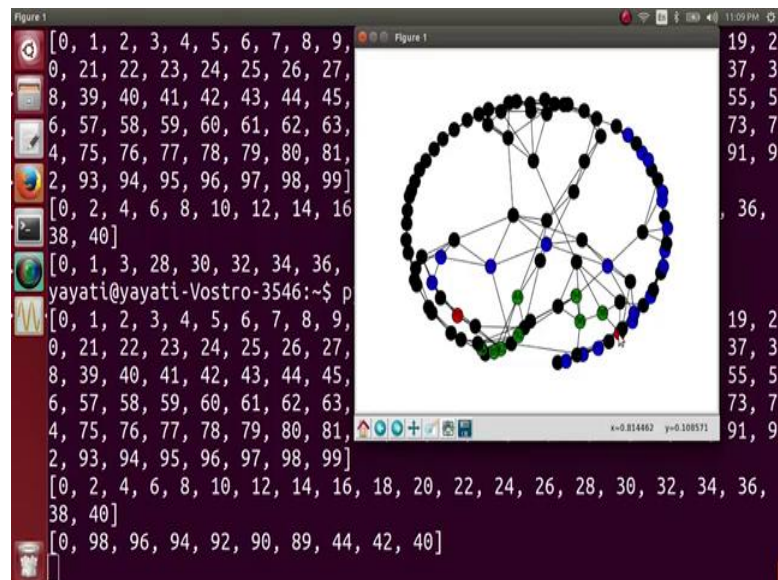 Figure 1
En
11:09 PM
Figure 1
[0, 1, 2, 3, 4, 5, 6, 7, 8, 9, 19, 2
0, 21, 22, 23, 24, 25, 26, 27, 37, 3
8, 39, 40, 41, 42, 43, 44, 45, 55, 5
6, 57, 58, 59, 60, 61, 62, 63, 73, 7
4, 75, 76, 77, 78, 79, 80, 81, 91, 9
2, 93, 94, 95, 96, 97, 98, 99]
[0, 2, 4, 6, 8, 10, 12, 14, 16 , 36,
38, 40]
[0, 1, 3, 28, 30, 32, 34, 36,
yayati@yayati-Vostro-3546:~$ p
[0, 1, 2, 3, 4, 5, 6, 7, 8, 9, 19, 2
0, 21, 22, 23, 24, 25, 26, 27, 37, 3
8, 39, 40, 41, 42, 43, 44, 45, 55, 5
6, 57, 58, 59, 60, 61, 62, 63, 73, 7
4, 75, 76, 77, 78, 79, 80, 81, 91, 9
x=0.814462 y=0.108571
2, 93, 94, 95, 96, 97, 98, 99]
[0, 2, 4, 6, 8, 10, 12, 14, 16, 18, 20, 22, 24, 26, 28, 30, 32, 34, 36,
38, 40]
[0, 98, 96, 94, 92, 90, 89, 44, 42, 40]